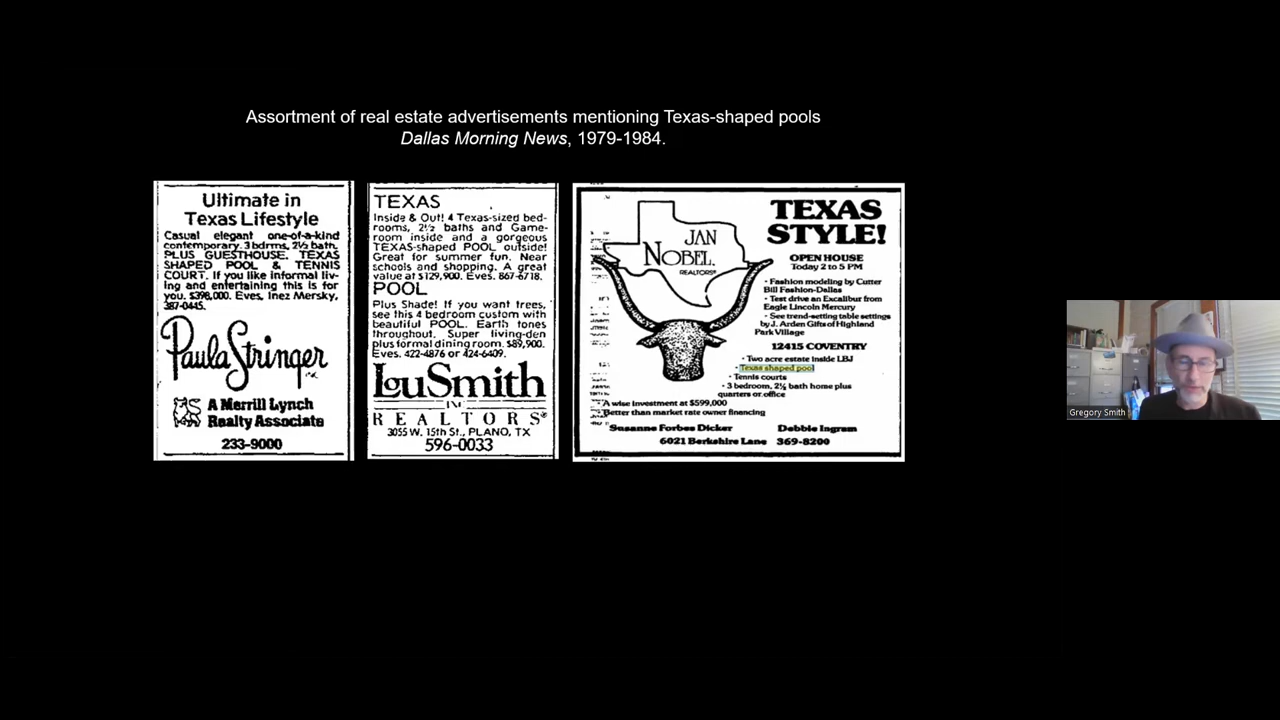 Assortment of real estate advertisements mentioning Texas-shaped pools
Dallas Morning News, 1979-1984.
Ultimate in
Texas Lifestyle
Casual elegant one-of-a-kind
contemporary. 3 bdrms, 2½ bath.
PLUS GUESTHOUSE. TEXAS
SHAPED POOL & TENNIS
COURT. If you like informal liv-
ing and entertaining this is for
you. $398,000. Eves. Inez Mersky,
387-0445.
Paula Stringer
A Merrill Lynch
Realty Associate
233-9000
TEXAS
Inside & Out! 4 Texas-sized bed-
rooms, 2½ baths and Game-
room inside and a gorgeous
TEXAS-shaped POOL outside!
Great for summer fun. Near
schools and shopping. A great
value at $129,900. Eves. 867-6718.
POOL
Plus Shade! If you want trees,
see this 4 bedroom custom with
beautiful POOL. Earth tones
throughout. Super living-den
plus formal dining room. $89,900.
Eves. 422-4876 or 424-6409.
Lou Smith
INC
REALTORS®
3055 W. 15th St., PLANO, TX
596-0033
JAN
NOBEL.
REALTORS®
TEXAS
STYLE!
OPEN HOUSE
Today 2 to 5 PM
· Fashion modeling by Cutter
Bill Fashion-Dallas
· Test drive an Excalibur from
Eagle Lincoln Mercury
· See trend-setting table settings
by J. Arden Gifts of Highland
Park Village
12415 COVENTRY
· Two acre estate inside LBJ
· Texas shaped pool
· Tennis courts
· 3 bedroom, 2½ bath home plus
quarters or office
· A wise investment at $599,000
· Better than market rate owner financing
Susanne Forbes Dicker Debbie Ingram
6021 Berkshire Lane 369-8200
Gregory Smith